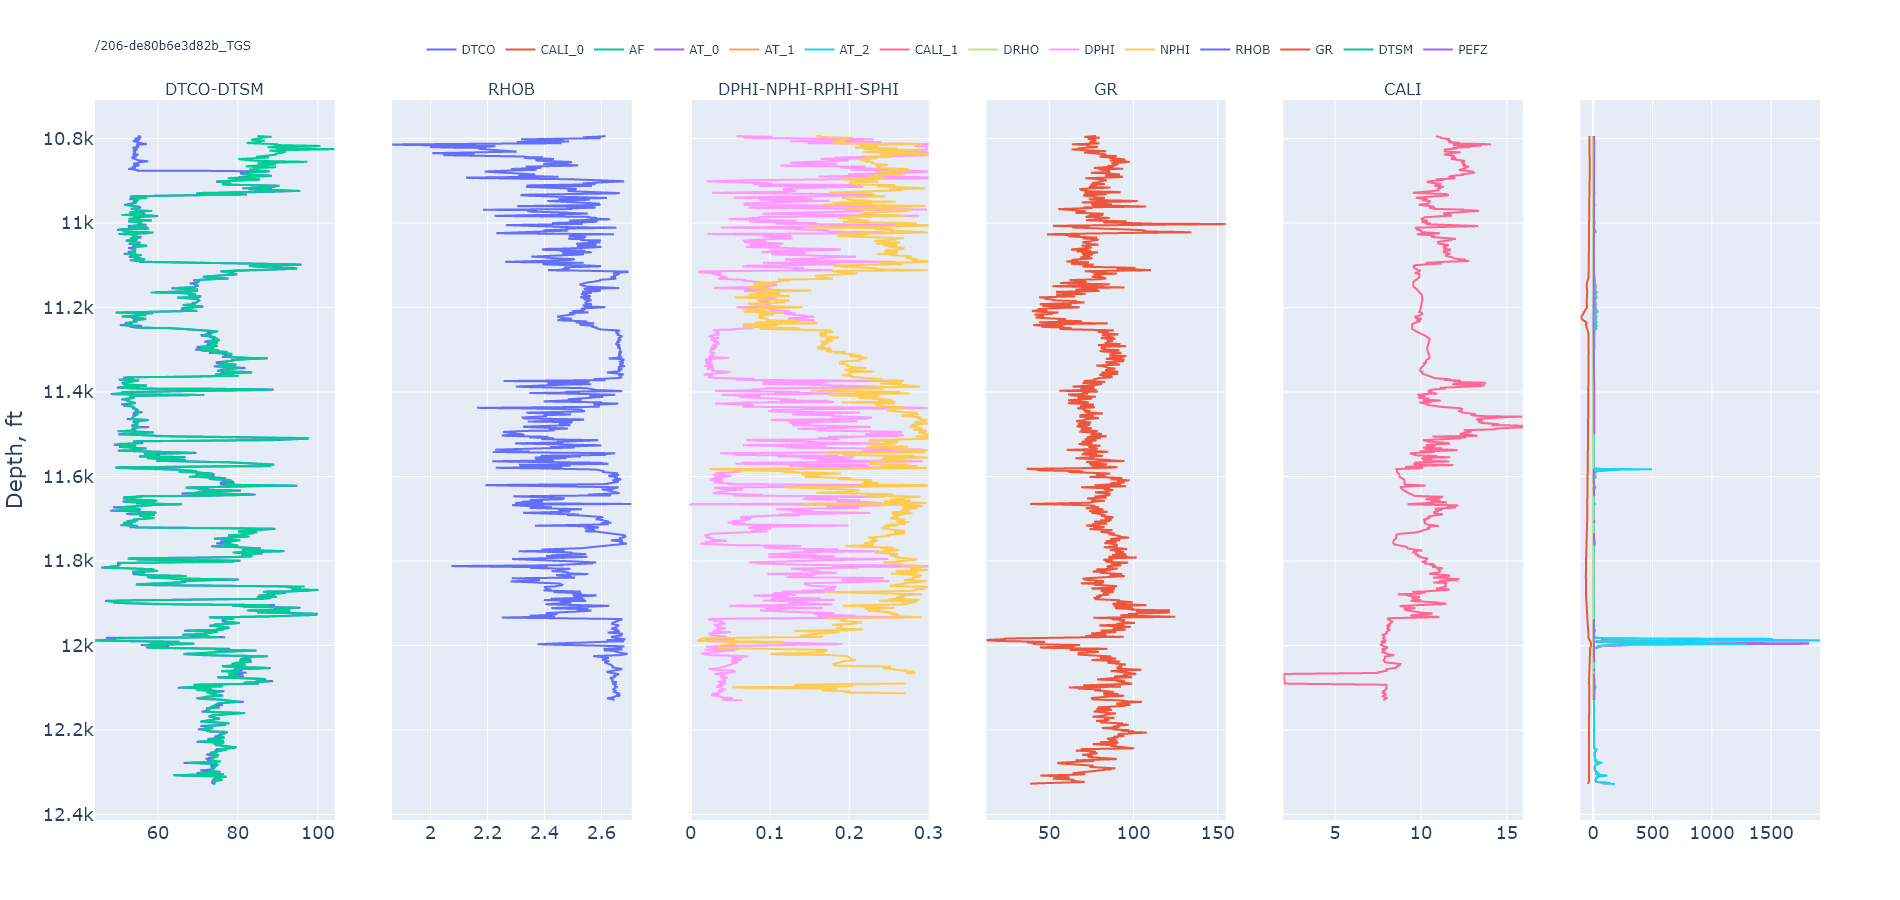 /206-de80b6e3d82b_TGS
DTCO CALI_0 AF AT_0 AT_1 AT_2 CALI_1 DRHO DPHI NPHI RHOB GR DTSM PEFZ
DTCO-DTSM RHOB DPHI-NPHI-RPHI-SPHI GR CALI
Depth, ft
10.8k
11k
11.2k
11.4k
11.6k
11.8k
12k
12.2k
12.4k
60 80 100 2 2.2 2.4 2.6 0 0.1 0.2 0.3 50 100 150 5 10 15 0 500 1000 1500